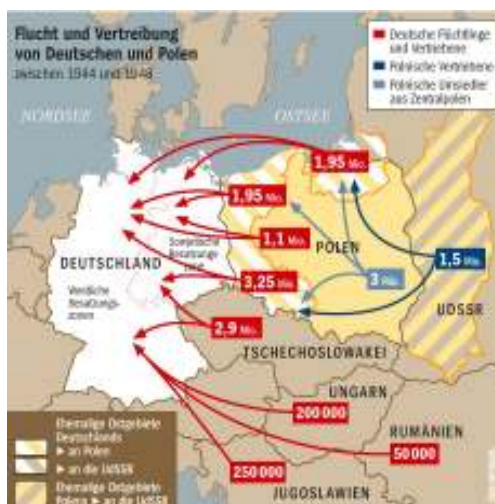 Flucht und Vertreibung
von Deutschen und Polen
zwischen 1944 und 1948
Deutsche Flüchtlinge
und Vertriebene
Polnische Vertriebene
Polnische Umsiedler
aus Zentralpolen
NORDSEE
OSTSEE
1,95 Mio.
1,95 Mio.
1,1 Mio.
Sowjetische
Besatzungs-
POLEN
DEUTSCHLAND
1,5 Mio.
3,25 Mio.
3 Mio.
Westliche
Besatzungs-
zonen
UDSSR
2,9 Mio.
TSCHECHOSLOWAKEI
UNGARN
200 000
RUMÄNIEN
50 000
250 000
JUGOSLAWIEN
Ehemalige Ostgebiete
Deutschlands
an Polen
an die UdSSR
Ehemalige Ostgebiete
Polens an die UdSSR